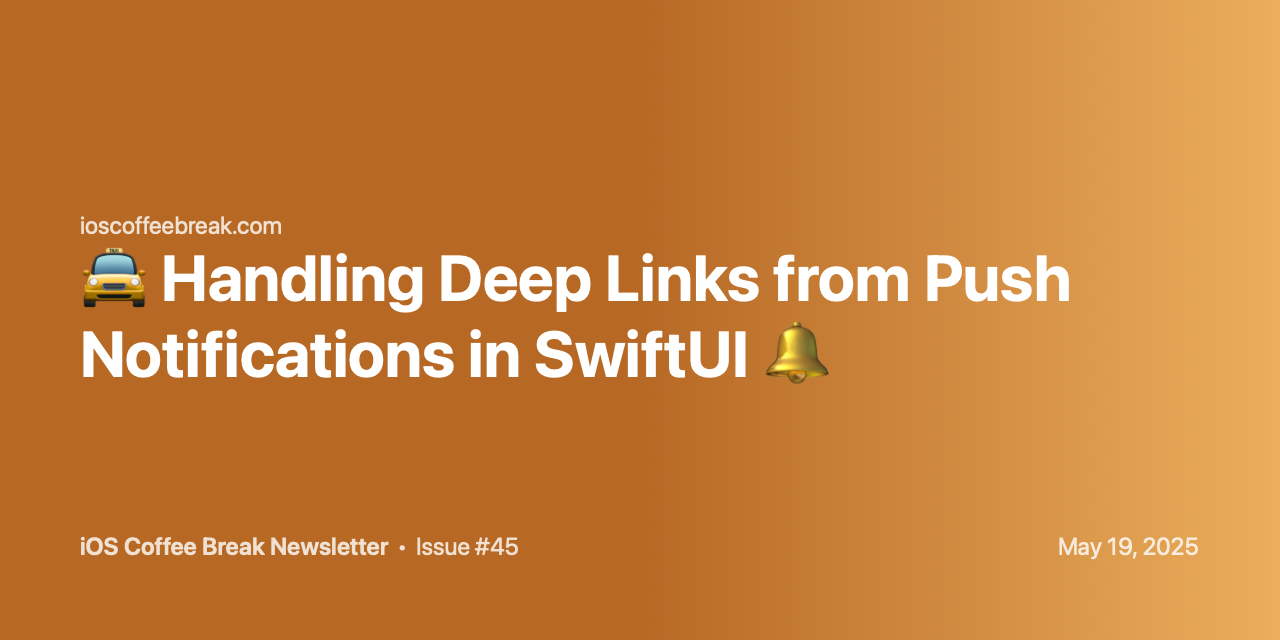 ioscoffeebreak.com
🚖 Handling Deep Links from Push
Notifications in SwiftUI 🔔
iOS Coffee Break Newsletter • Issue #45
May 19, 2025